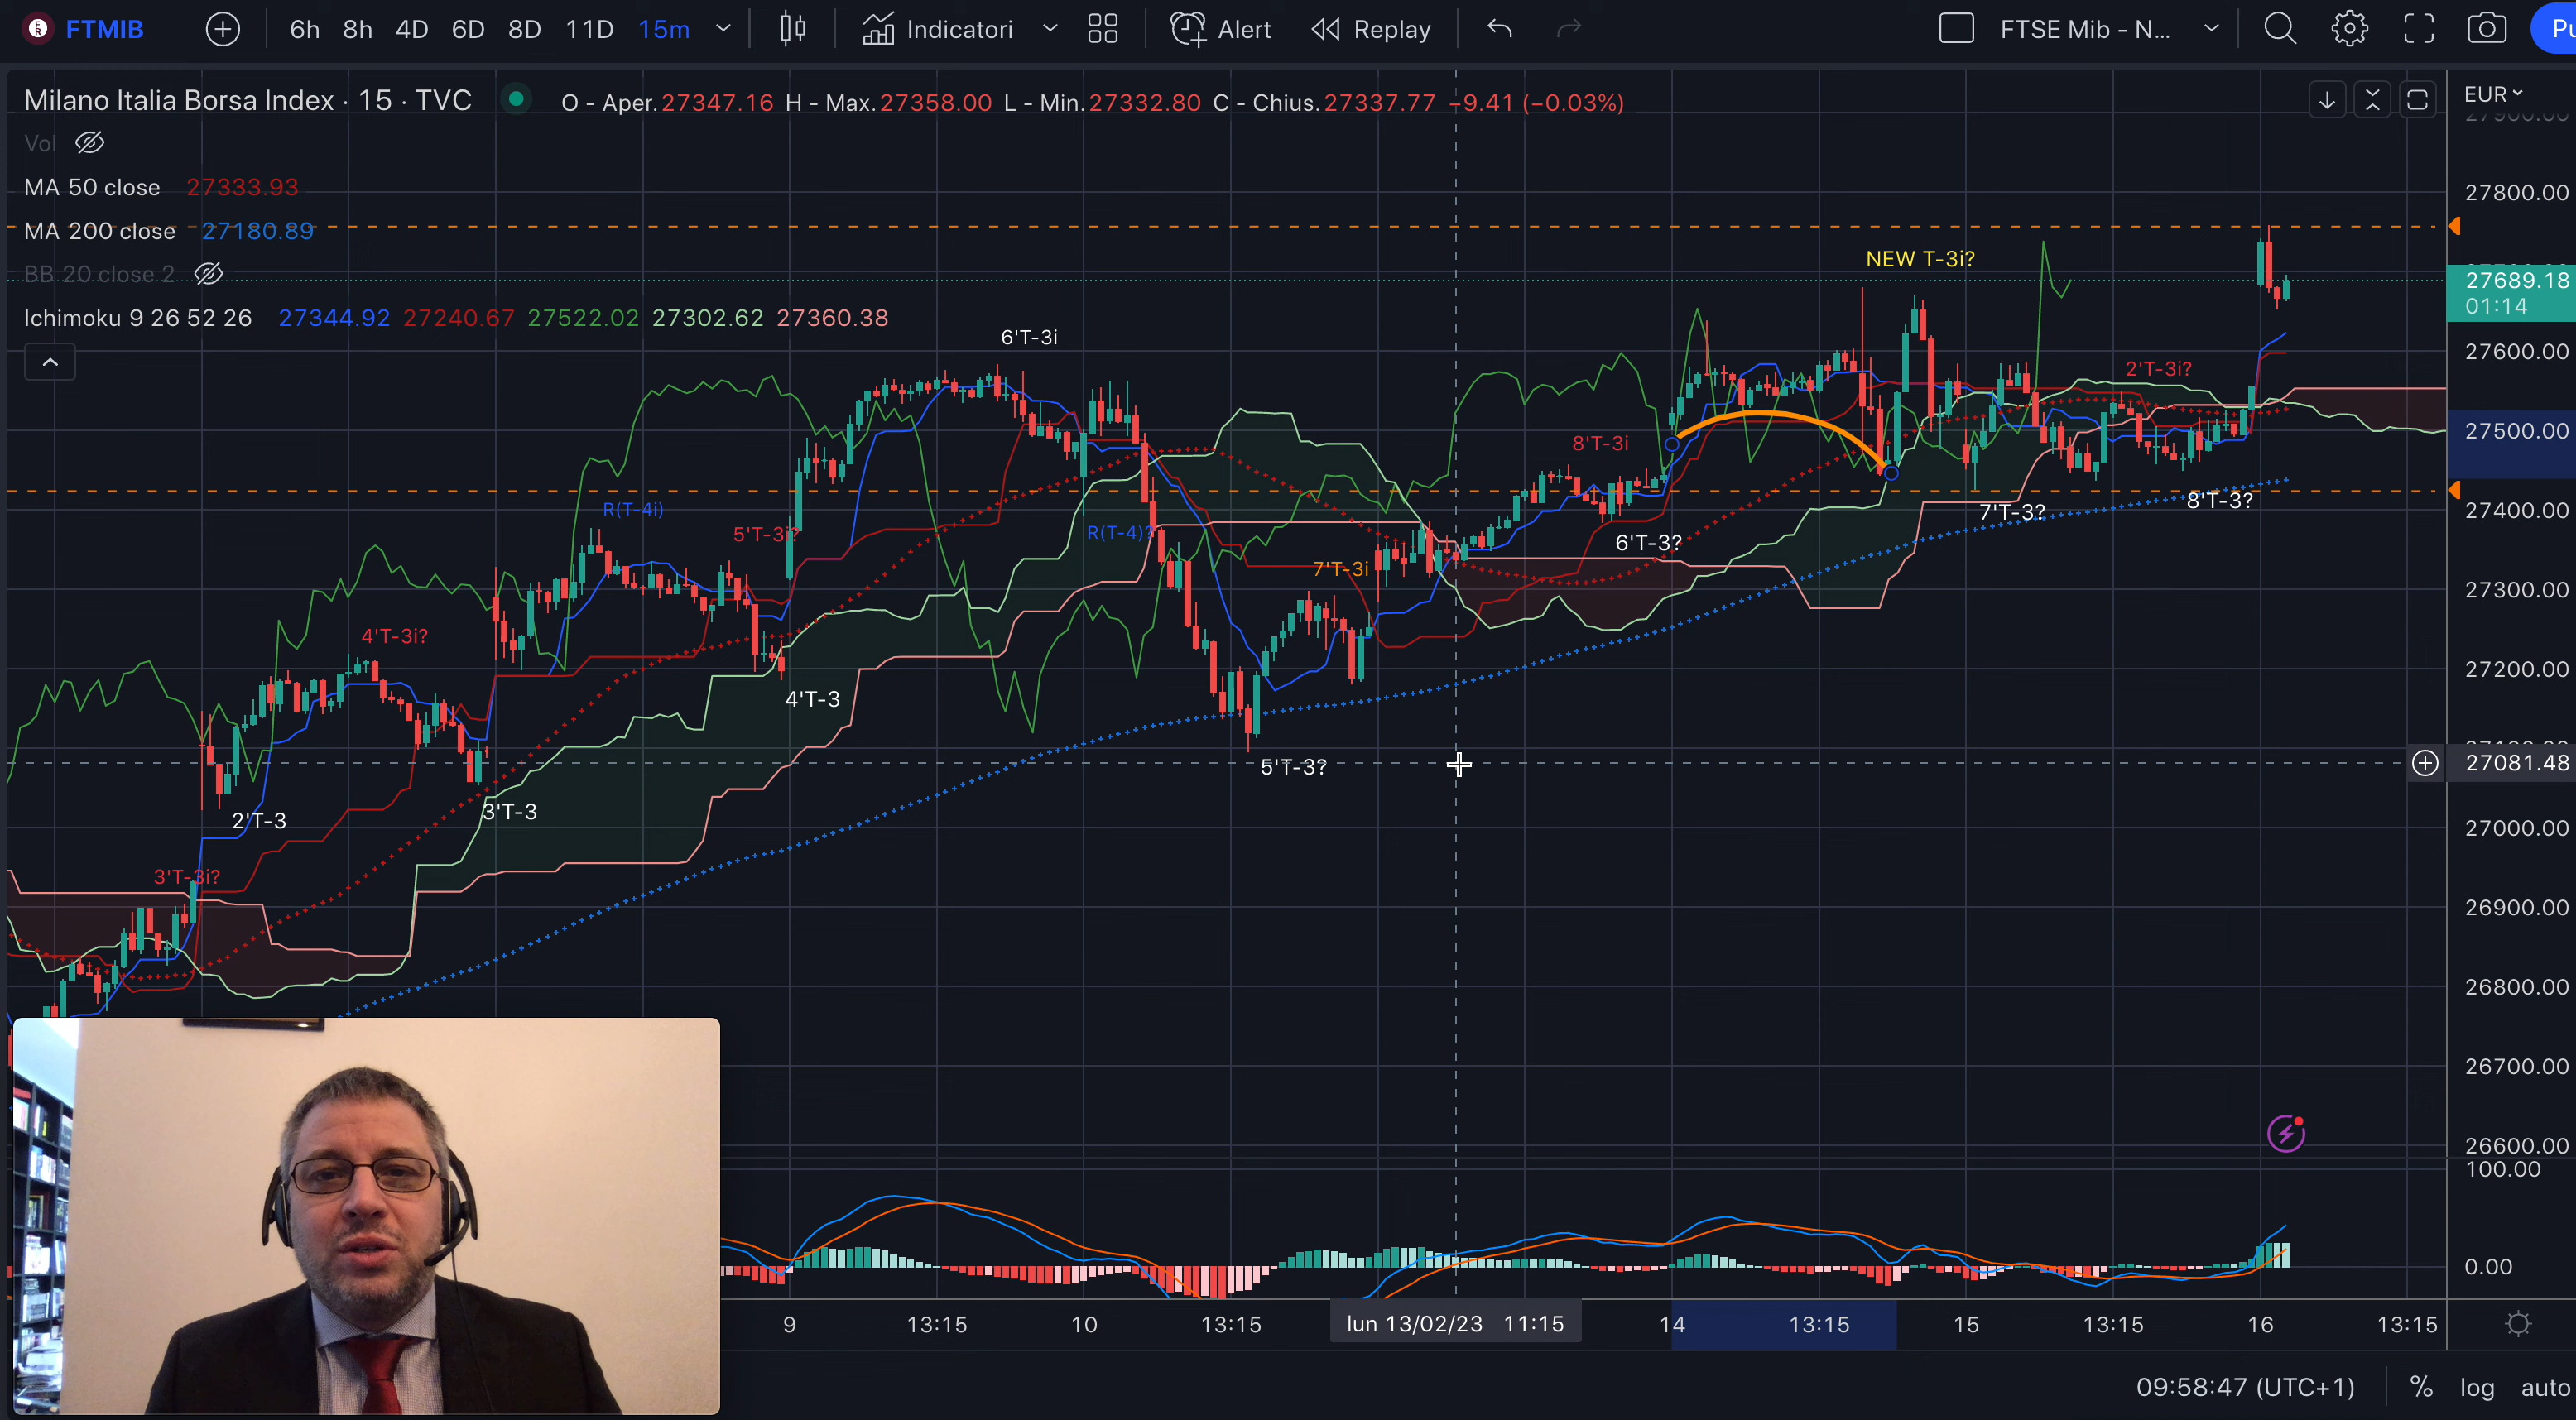 FTMIB 6h 8h 4D 6D 8D 11D 15m Indicatori Alert Replay FTSE Mib - N... Pu
Milano Italia Borsa Index · 15 · TVC O - Aper.27347.16 H - Max.27358.00 L - Min.27332.80 C - Chius.27337.77 −9.41 (−0.03%) EUR
27900.00
Vol
MA 50 close 27333.93
27800.00
MA 200 close 27180.89
NEW T-3i?
BB 20 close 2
27689.18
01:14
Ichimoku 9 26 52 26 27344.92 27240.67 27522.02 27302.62 27360.38
6'T-3i
27600.00
2'T-3i?
27500.00
8'T-3i
8'T-3?
R(T-4i)
27400.00
7'T-3?
5'T-3i?
R(T-4)?
6'T-3?
7'T-3i
27300.00
4'T-3i?
27200.00
4'T-3
27081.48
5'T-3?
3'T-3
2'T-3
27000.00
3'T-3i?
26900.00
26800.00
26700.00
26600.00
100.00
0.00
9 13:15 10 13:15 lun 13/02/23 11:15 14 13:15 15 13:15 16 13:15
09:58:47 (UTC+1) % log auto